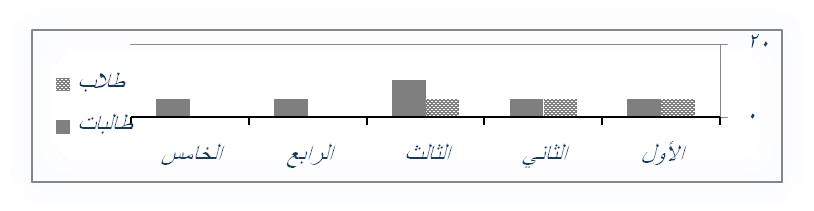 ٢٠
٠
طلاب
طالبات
الأول الثاني الثالث الرابع الخامس